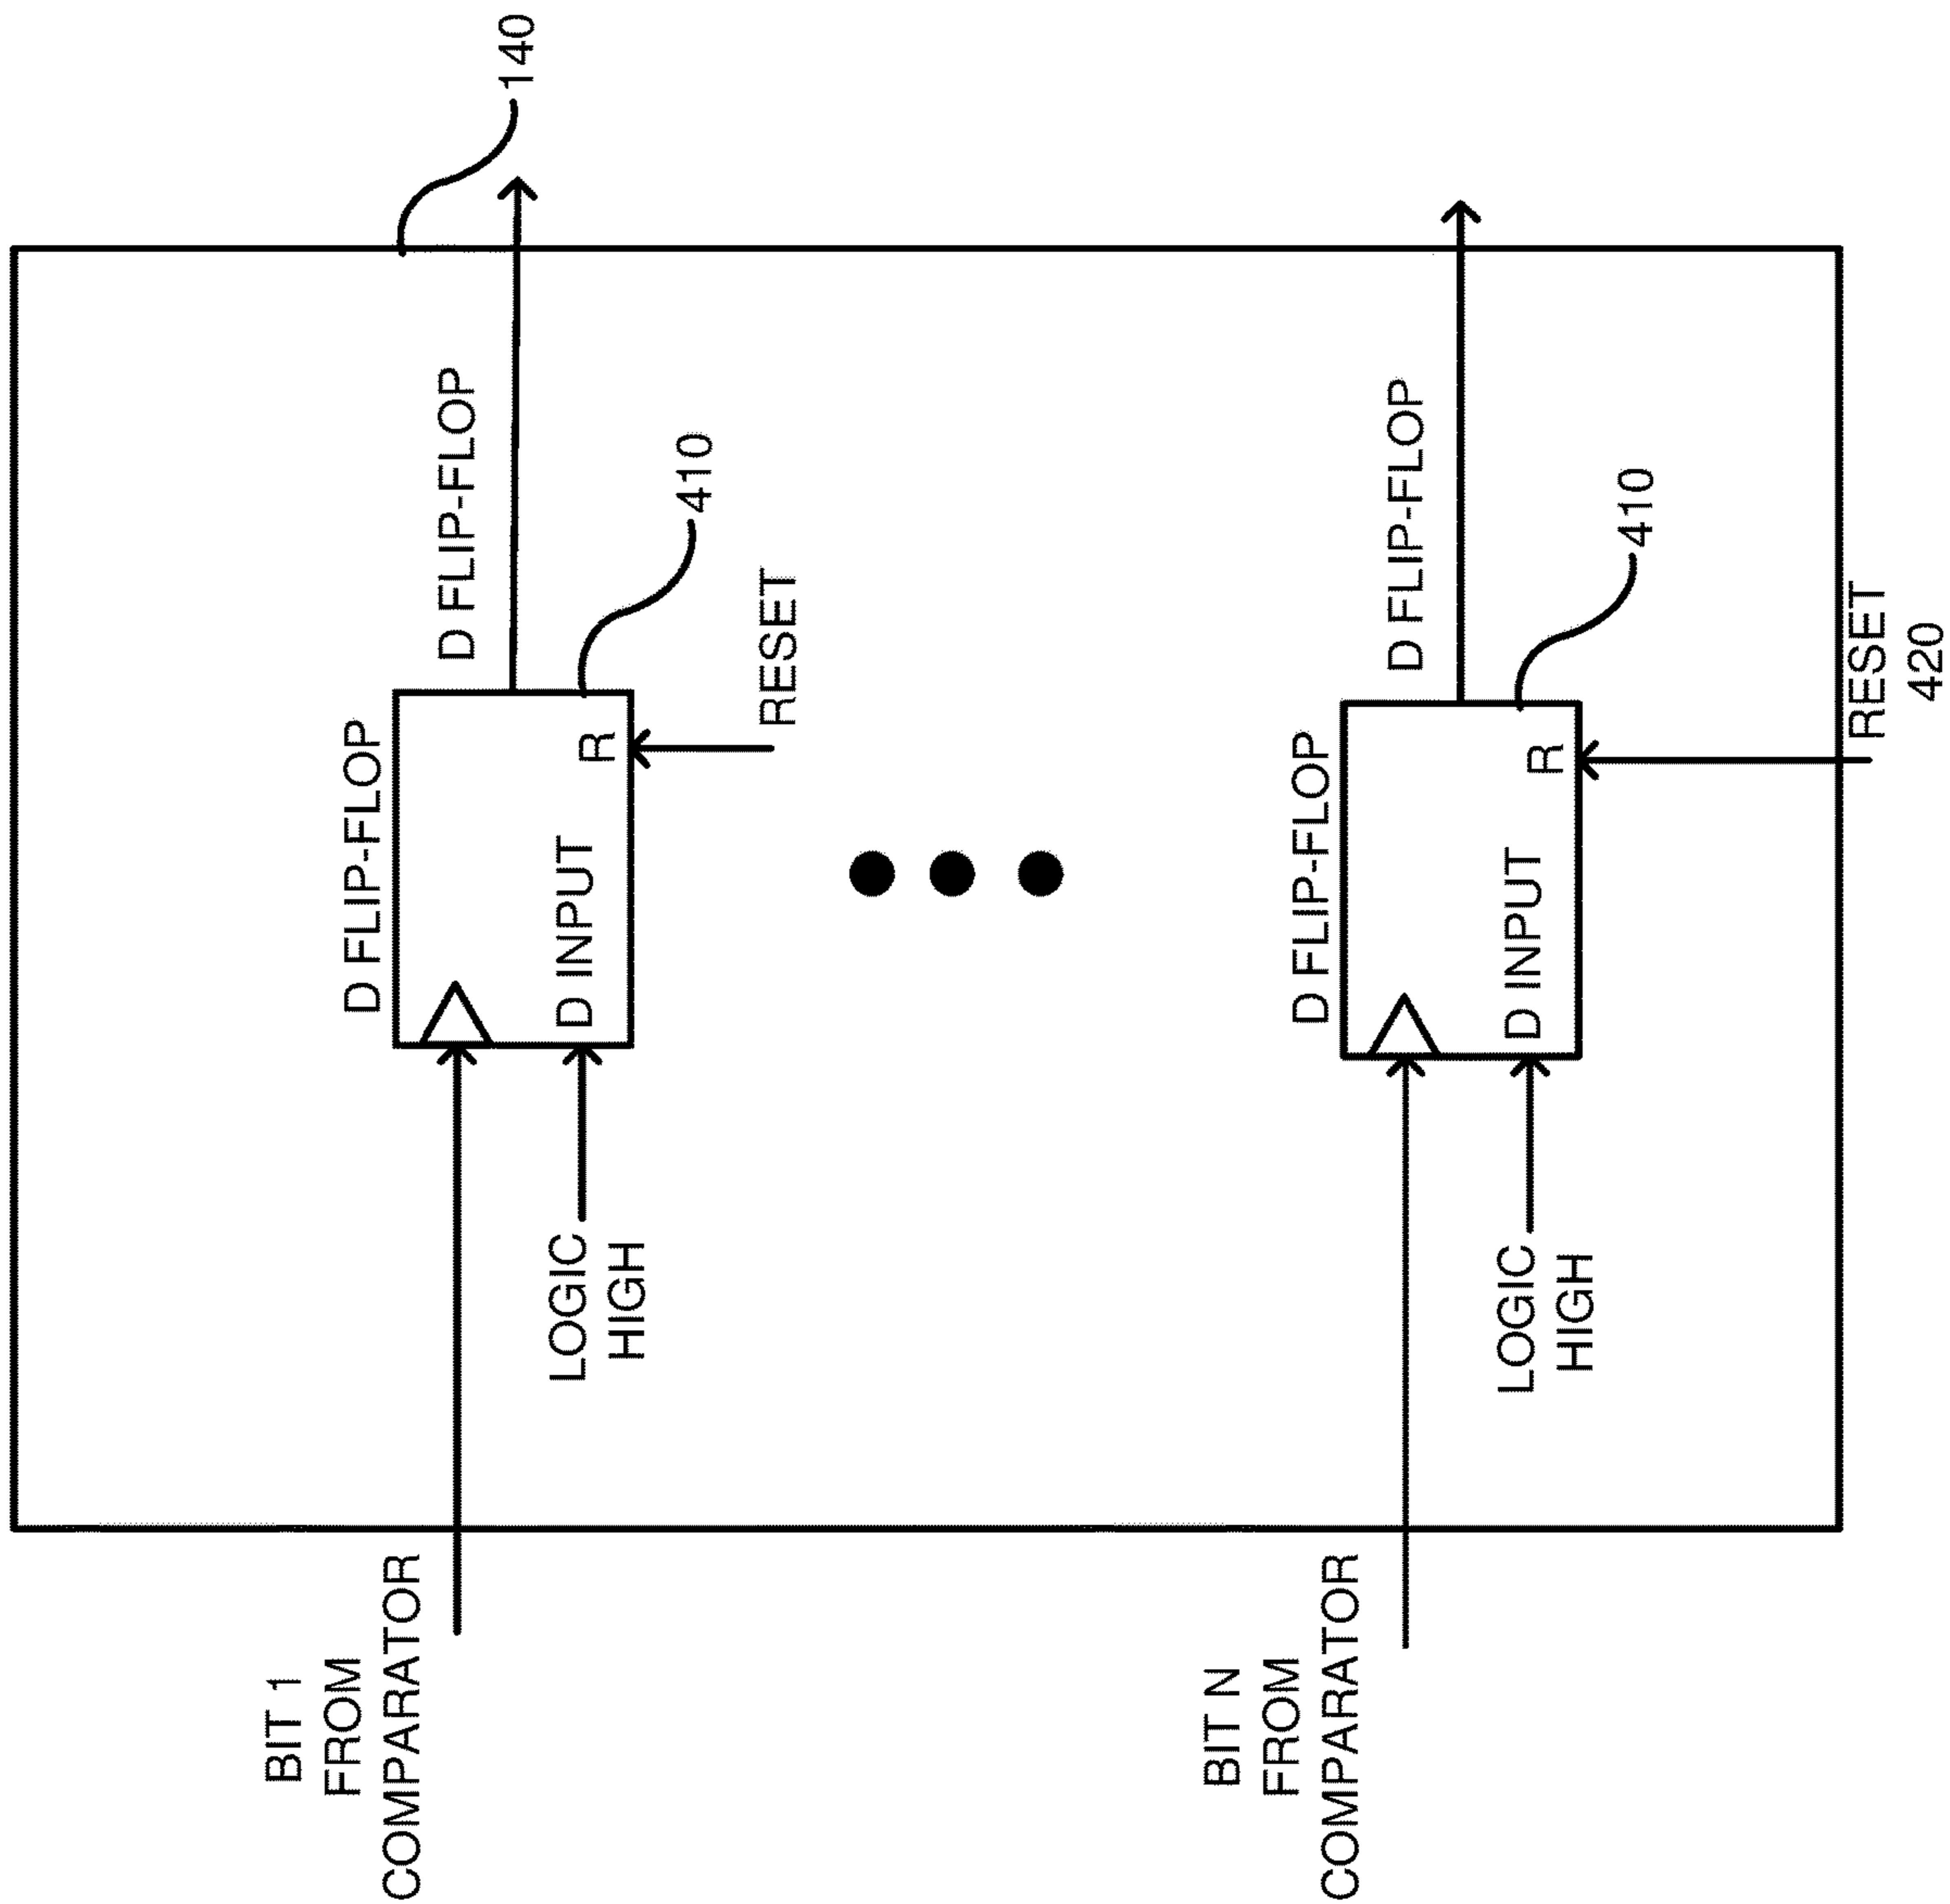 140
D FLIP-FLOP
D FLIP-FLOP
BIT 1
FROM
COMPARATOR
D INPUT
R
410
LOGIC
HIGH
RESET
D FLIP-FLOP
D FLIP-FLOP
BIT N
FROM
COMPARATOR
D INPUT
R
410
LOGIC
HIGH
RESET
420